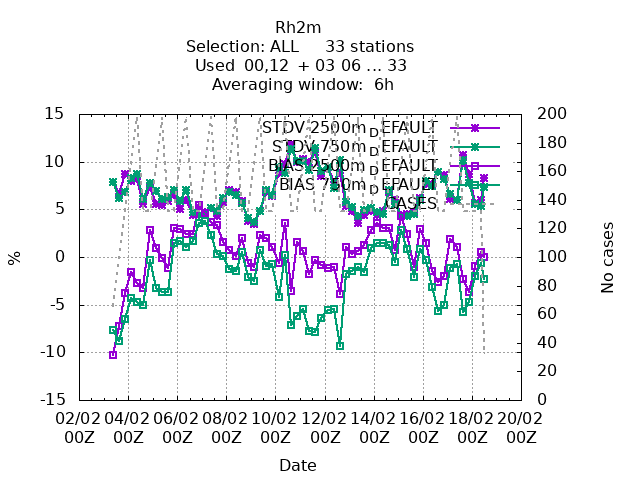 Rh2m
Selection: ALL 33 stations
Used 00,12 + 03 06 ... 33
Averaging window: 6h
15 200
STDV 2500m_DEFAULT
180
STDV 750m_DEFAULT
10 160
BIAS 2500m_DEFAULT
BIAS 750m_DEFAULT
140
CASES
5
120
% 0 100 No cases
80
-5
60
40
-10
20
-15 0
02/02 04/02 06/02 08/02 10/02 12/02 14/02 16/02 18/02 20/02
00Z 00Z 00Z 00Z 00Z 00Z 00Z 00Z 00Z 00Z
Date